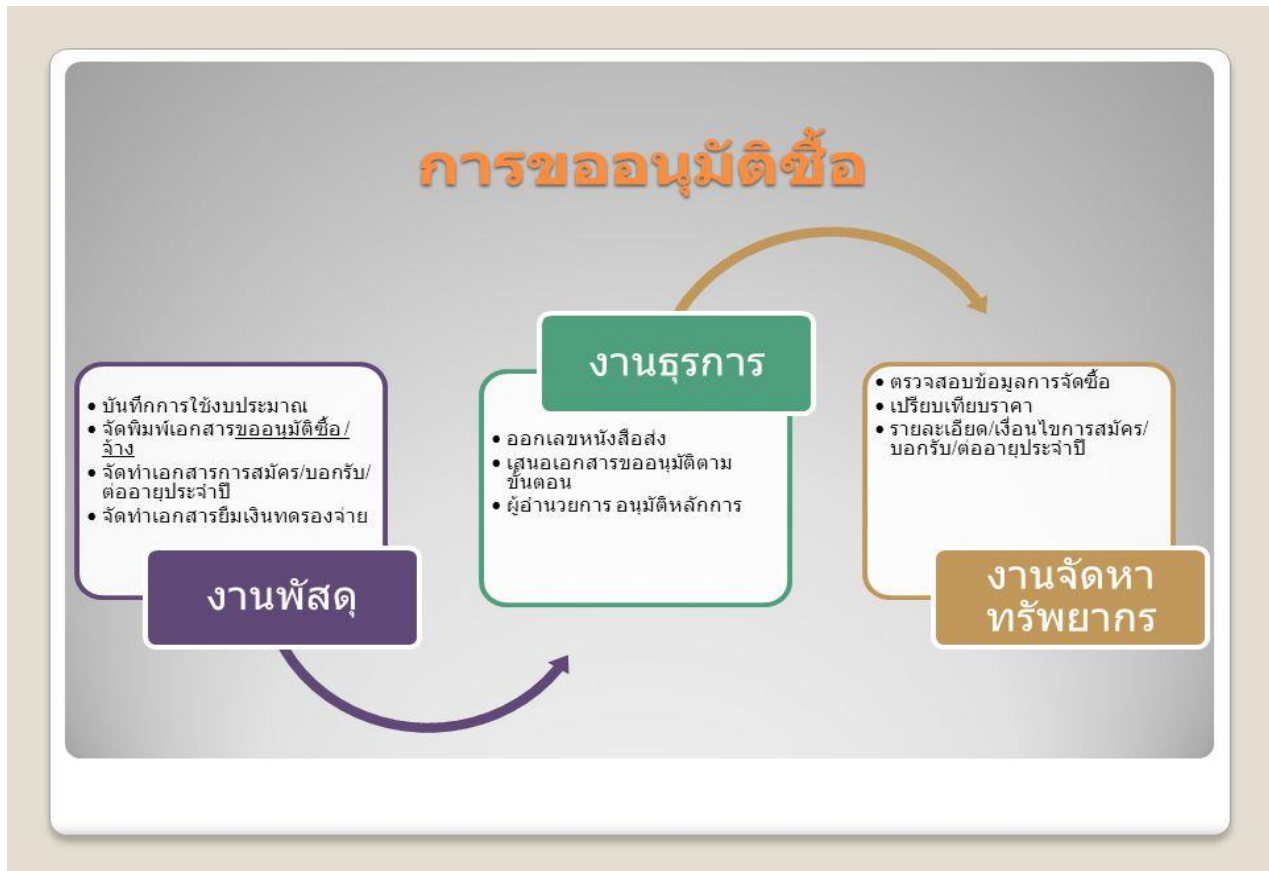 การขออนุมัติซื้อ
• บันทึกการใช้งบประมาณ
• จัดพิมพ์เอกสารขออนุมัติซื้อ/
จ้าง
• จัดทำเอกสารการสมัคร/บอกรับ/
ต่ออายุประจำปี
• จัดทำเอกสารยืมเงินทดรองจ่าย
งานพัสดุ
งานธุรการ
• ออกเลขหนังสือส่ง
• เสนอเอกสารขออนุมัติตาม
ขั้นตอน
• ผู้อำนวยการ อนุมัติหลักการ
• ตรวจสอบข้อมูลการจัดซื้อ
• เปรียบเทียบราคา
• รายละเอียด/เงื่อนไขการสมัคร/
บอกรับ/ต่ออายุประจำปี
งานจัดหา
ทรัพยากร